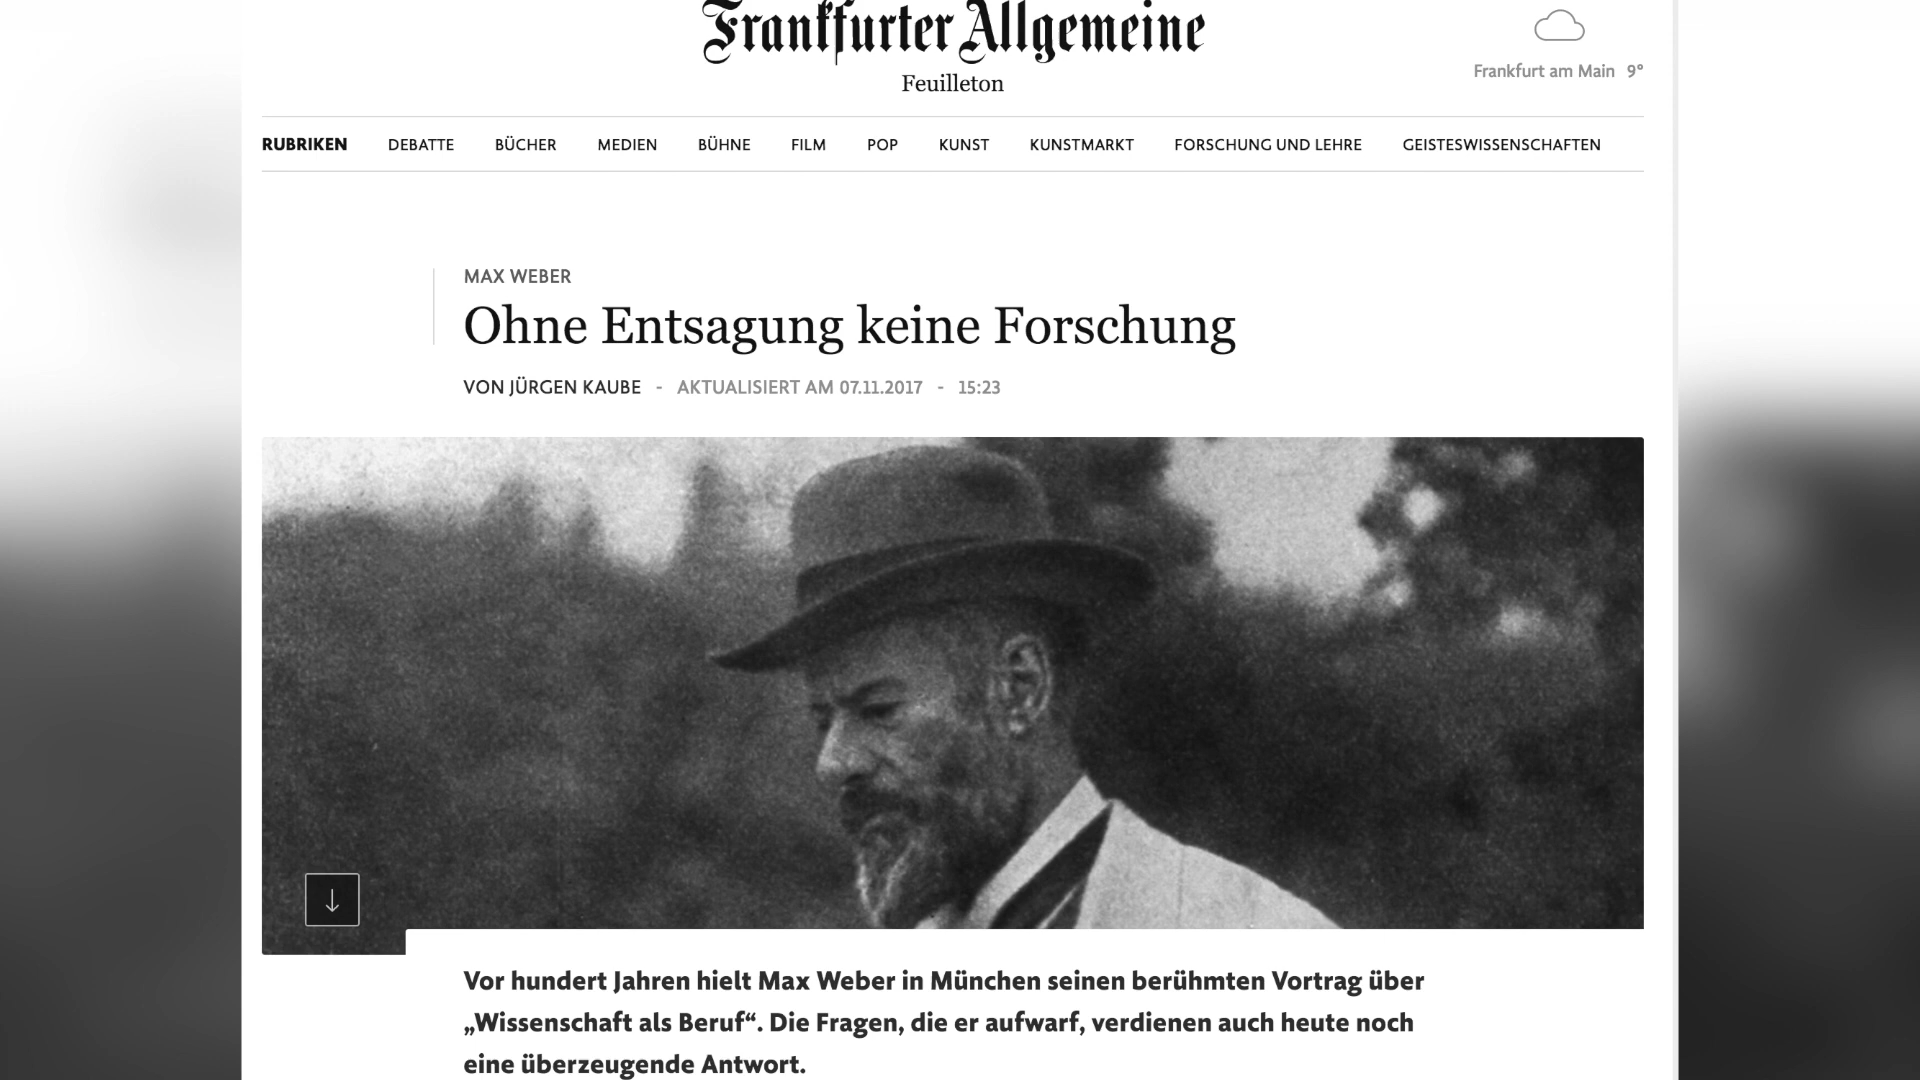 Frankfurter Allgemeine
Feuilleton
Frankfurt am Main 9°
RUBRIKEN DEBATTE BÜCHER MEDIEN BÜHNE FILM POP KUNST KUNSTMARKT FORSCHUNG UND LEHRE GEISTESWISSENSCHAFTEN
MAX WEBER
Ohne Entsagung keine Forschung
VON JÜRGEN KAUBE - AKTUALISIERT AM 07.11.2017 - 15:23
Vor hundert Jahren hielt Max Weber in München seinen berühmten Vortrag über
„Wissenschaft als Beruf“. Die Fragen, die er aufwarf, verdienen auch heute noch
eine überzeugende Antwort.